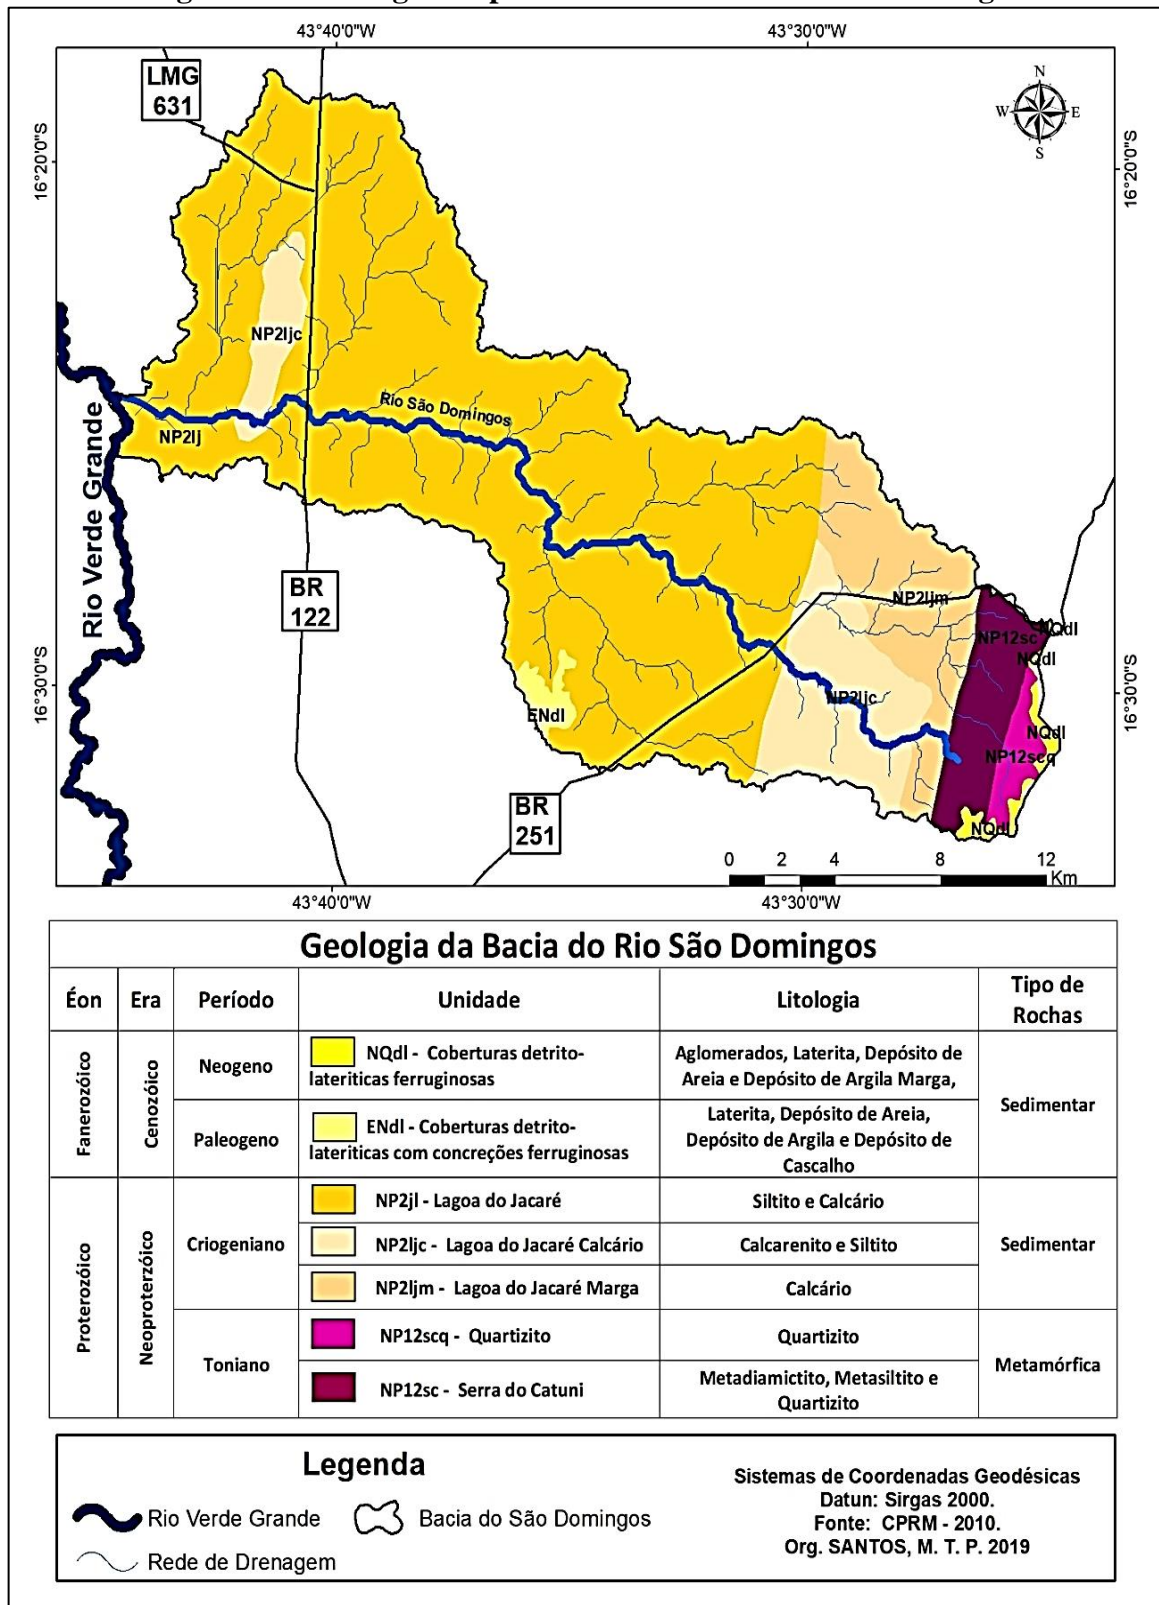 43°40'0"W
43°30'0"W
LMG
631
N
W
E
S
16°20'0"S
16°20'0"S
NP2ljc
Rio São Domingos
NP2lj
Rio Verde Grande
BR
122
NP2ljm
NP12sc
NQdl
NQdl
16°30'0"S
16°30'0"S
NP2ljc
ENdl
NQdl
NP12scq
BR
251
NQdl
0 2 4 8 12
Km
43°40'0"W
43°30'0"W
Geologia da Bacia do Rio São Domingos
Éon
Era
Período
Unidade
Litologia
Tipo de
Rochas
Fanerozóico
Cenozóico
Neogeno
NQdl - Coberturas detrito-
lateriticas ferruginosas
Aglomerados, Laterita, Depósito de
Areia e Depósito de Argila Marga,
Sedimentar
Paleogeno
ENdl - Coberturas detrito-
lateriticas com concreções ferruginosas
Laterita, Depósito de Areia,
Depósito de Argila e Depósito de
Cascalho
Proterozóico
Neoproterzóico
Criogeniano
NP2jl - Lagoa do Jacaré
Siltito e Calcário
Sedimentar
NP2ljc - Lagoa do Jacaré Calcário
Calcarenito e Siltito
NP2ljm - Lagoa do Jacaré Marga
Calcário
Toniano
NP12scq - Quartizito
Quartizito
Metamórfica
NP12sc - Serra do Catuni
Metadiamictito, Metasiltito e
Quartizito
Legenda
Rio Verde Grande
Bacia do São Domingos
Rede de Drenagem
Sistemas de Coordenadas Geodésicas
Datun: Sirgas 2000.
Fonte: CPRM - 2010.
Org. SANTOS, M. T. P. 2019